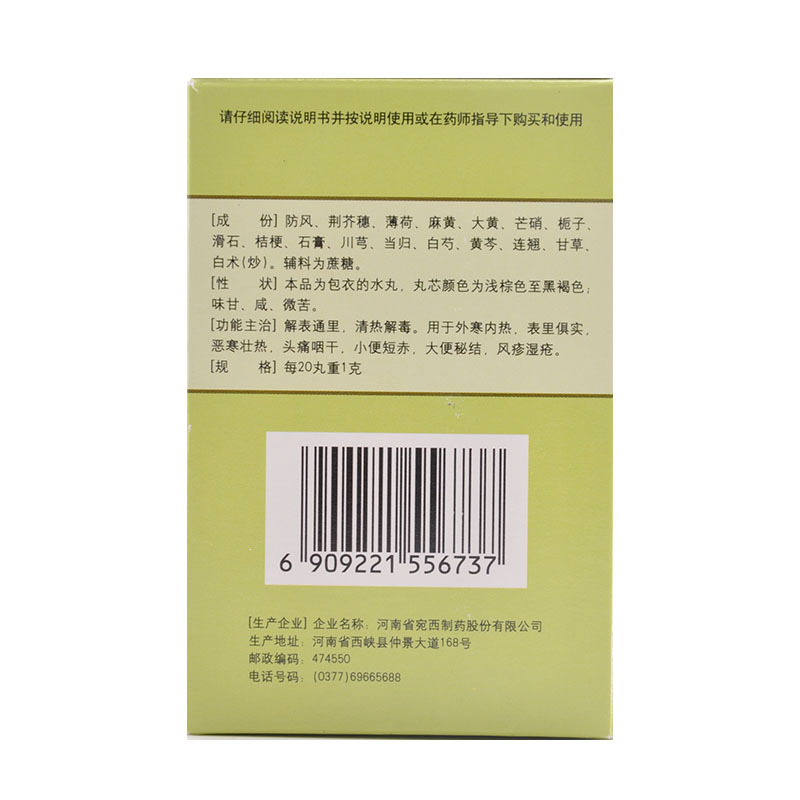 请仔细阅读说明书并按说明使用或在药师指导下购买和使用
[成　份] 防风、荆芥穗、薄荷、麻黄、大黄、芒硝、栀子、
滑石、桔梗、石膏、川芎、当归、白芍、黄芩、连翘、甘草、
白术(炒)。辅料为蔗糖。
[性　状] 本品为包衣的水丸，丸芯颜色为浅棕色至黑褐色；
味甘、咸、微苦。
[功能主治] 解表通里，清热解毒。用于外寒内热，表里俱实，
恶寒壮热，头痛咽干，小便短赤，大便秘结，风疹湿疮。
[规　格] 每20丸重1克
6 909221 556737
[生产企业] 企业名称：河南省宛西制药股份有限公司
生产地址：河南省西峡县仲景大道168号
邮政编码：474550
电话号码：(0377)69665688